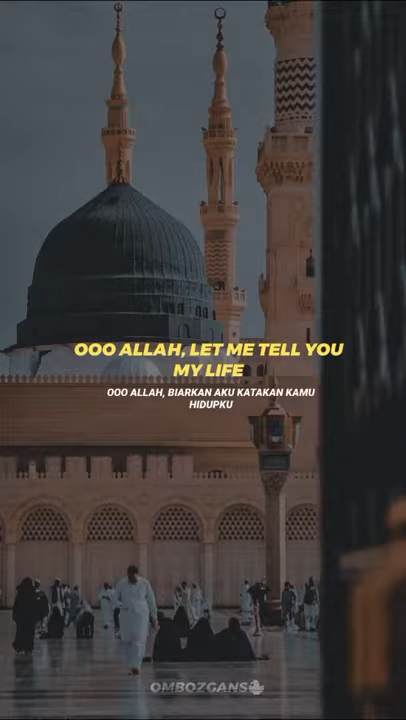 OOO ALLAH, LET ME TELL YOU
MY LIFE
OOO ALLAH, BIARKAN AKU KATAKAN KAMU
HIDUPKU
OMBOZGANS